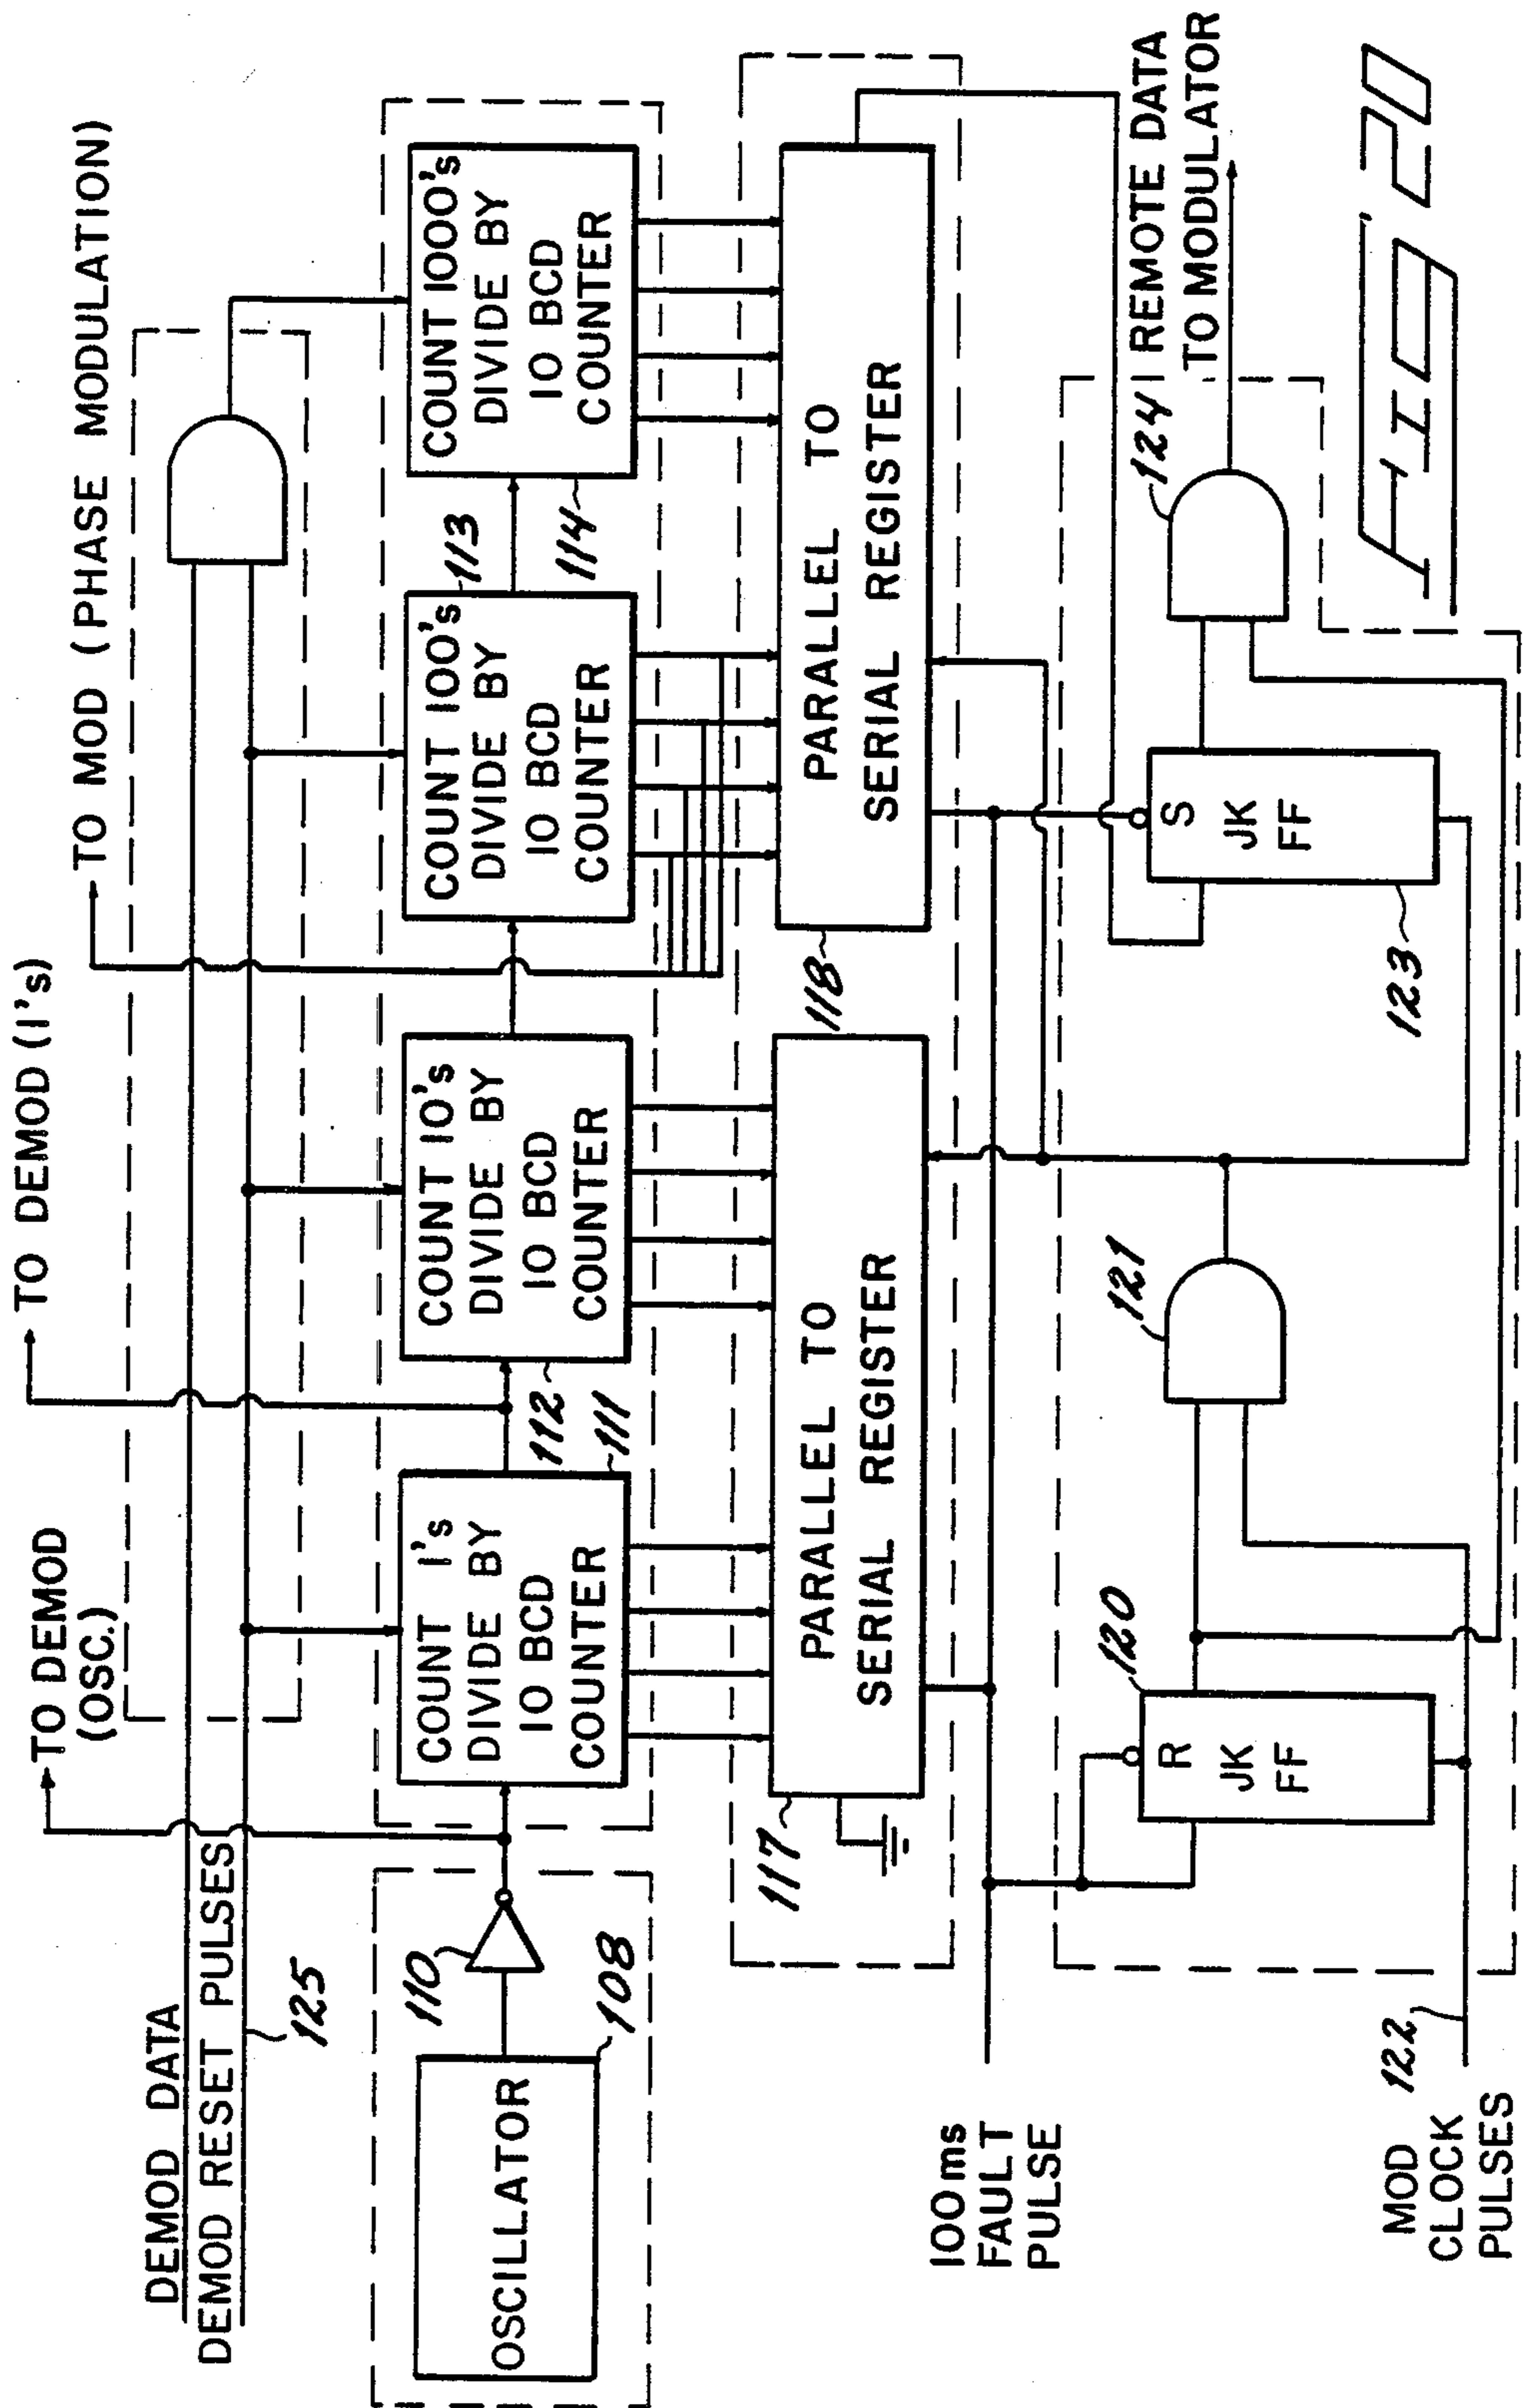 TO DEMOD
(OSC.)
TO DEMOD (1's)
TO MOD (PHASE MODULATION)
DEMOD DATA
DEMOD RESET PULSES
125
OSCILLATOR
108
110
COUNT 1's
DIVIDE BY
10 BCD
COUNTER
111
COUNT 10's
DIVIDE BY
10 BCD
COUNTER
112
COUNT 100's
DIVIDE BY
10 BCD
COUNTER
113
COUNT 1000's
DIVIDE BY
10 BCD
COUNTER
114
PARALLEL TO
SERIAL REGISTER
117
PARALLEL TO
SERIAL REGISTER
118
100ms
FAULT
PULSE
R
JK
FF
120
121
S
JK
FF
123
124
REMOTE DATA
TO MODULATOR
MOD
CLOCK
PULSES
122
FIG. 20